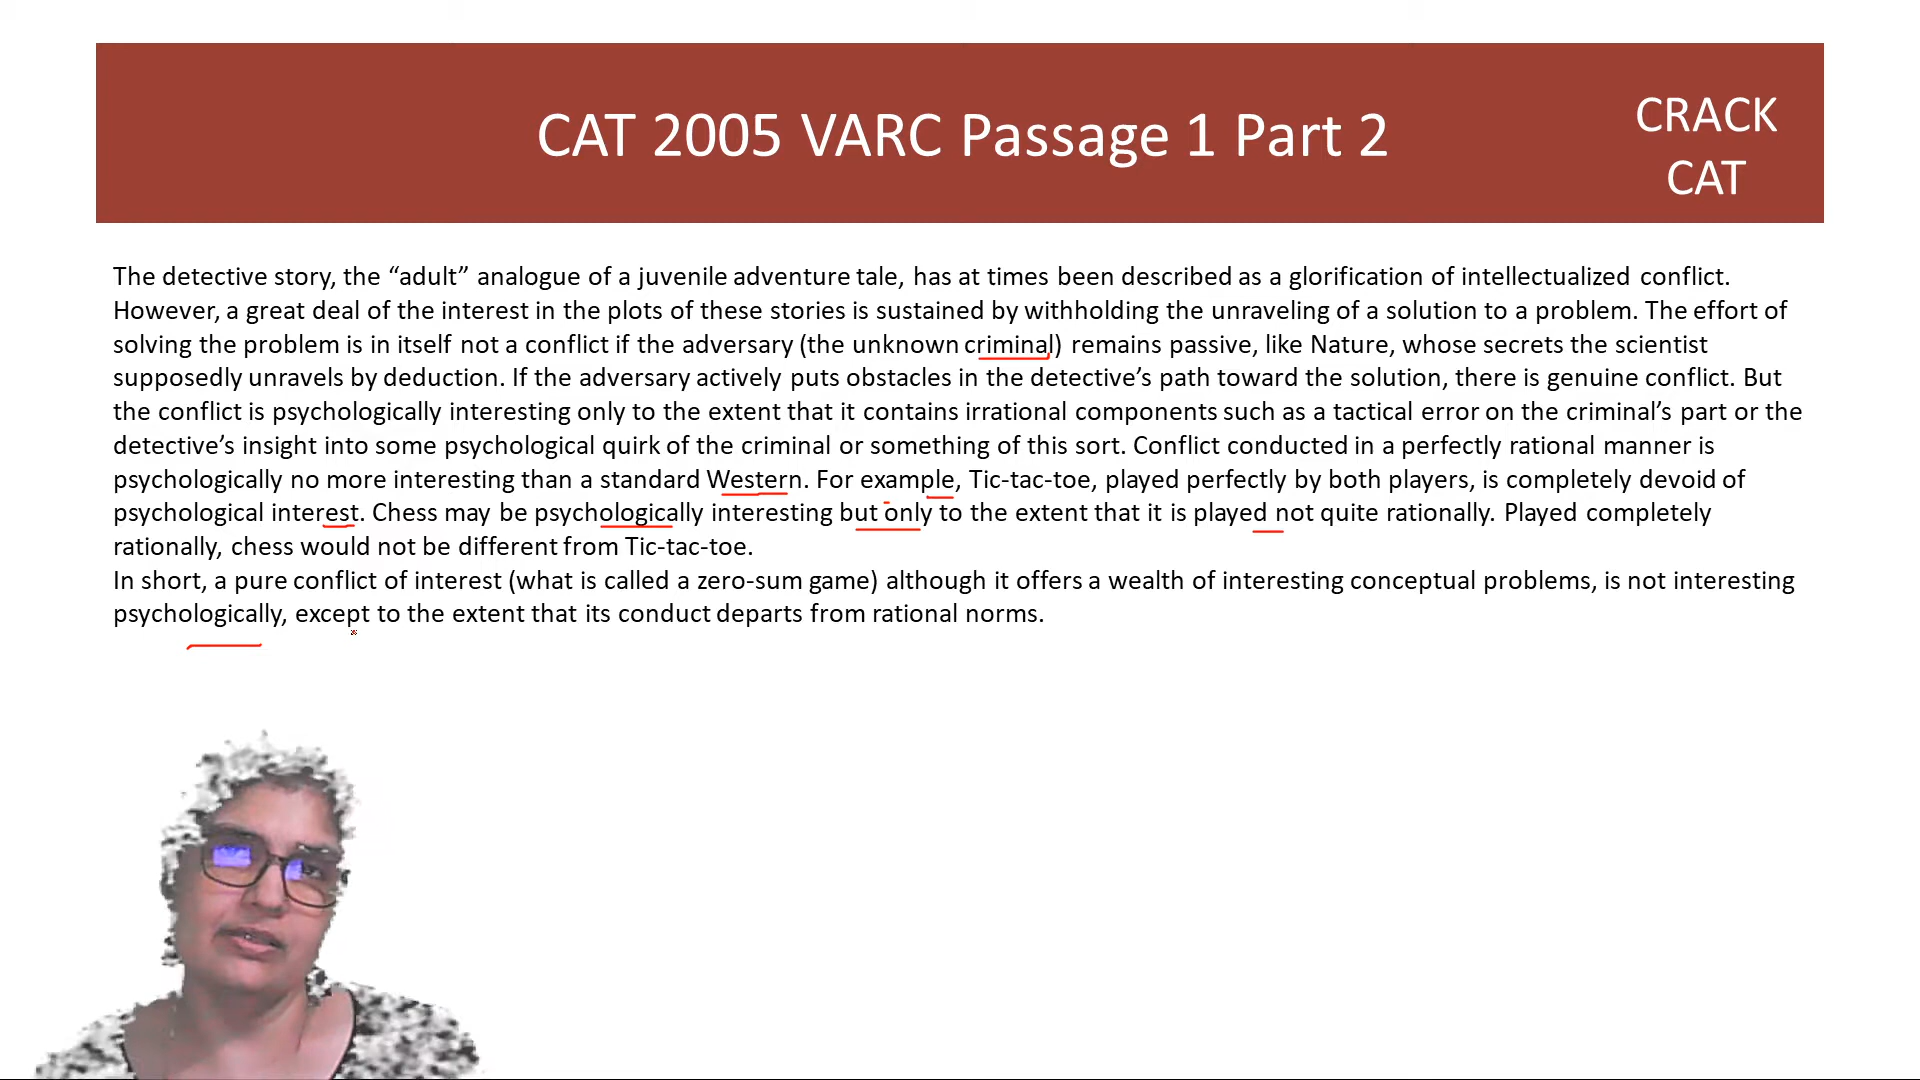 CAT 2005 VARC Passage 1 Part 2
CRACK
CAT
The detective story, the “adult” analogue of a juvenile adventure tale, has at times been described as a glorification of intellectualized conflict.
However, a great deal of the interest in the plots of these stories is sustained by withholding the unraveling of a solution to a problem. The effort of
solving the problem is in itself not a conflict if the adversary (the unknown criminal) remains passive, like Nature, whose secrets the scientist
supposedly unravels by deduction. If the adversary actively puts obstacles in the detective’s path toward the solution, there is genuine conflict. But
the conflict is psychologically interesting only to the extent that it contains irrational components such as a tactical error on the criminal’s part or the
detective’s insight into some psychological quirk of the criminal or something of this sort. Conflict conducted in a perfectly rational manner is
psychologically no more interesting than a standard Western. For example, Tic-tac-toe, played perfectly by both players, is completely devoid of
psychological interest. Chess may be psychologically interesting but only to the extent that it is played not quite rationally. Played completely
rationally, chess would not be different from Tic-tac-toe.
In short, a pure conflict of interest (what is called a zero-sum game) although it offers a wealth of interesting conceptual problems, is not interesting
psychologically, except to the extent that its conduct departs from rational norms.